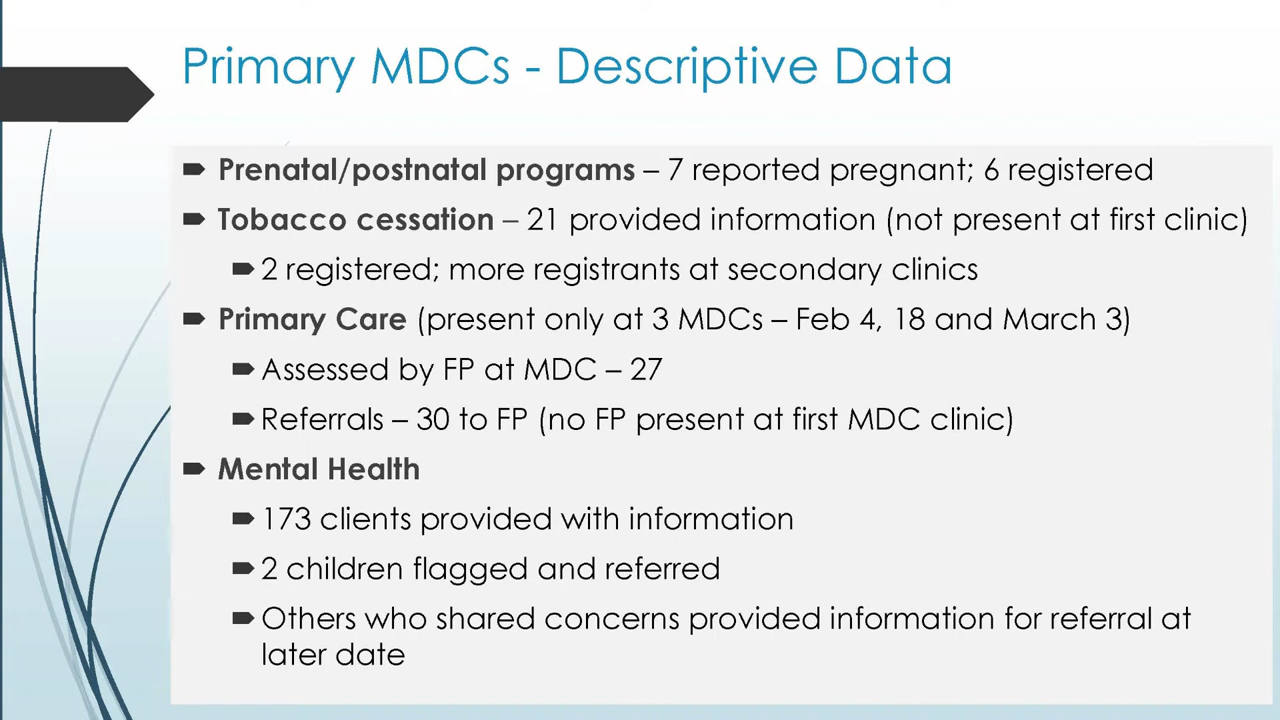 Primary MDCs - Descriptive Data
Prenatal/postnatal programs – 7 reported pregnant; 6 registered
Tobacco cessation – 21 provided information (not present at first clinic)
2 registered; more registrants at secondary clinics
Primary Care (present only at 3 MDCs – Feb 4, 18 and March 3)
Assessed by FP at MDC – 27
Referrals – 30 to FP (no FP present at first MDC clinic)
Mental Health
173 clients provided with information
2 children flagged and referred
Others who shared concerns provided information for referral at
later date